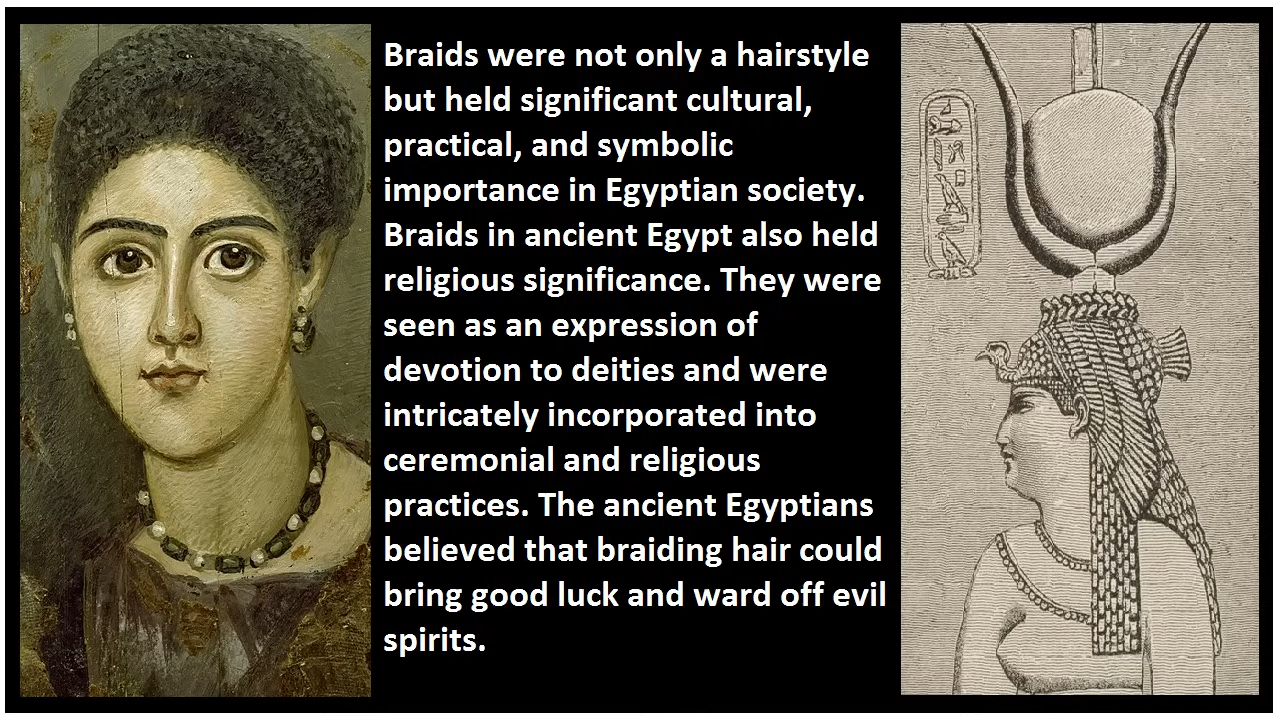 Braids were not only a hairstyle
but held significant cultural,
practical, and symbolic
importance in Egyptian society.
Braids in ancient Egypt also held
religious significance. They were
seen as an expression of
devotion to deities and were
intricately incorporated into
ceremonial and religious
practices. The ancient Egyptians
believed that braiding hair could
bring good luck and ward off evil
spirits.